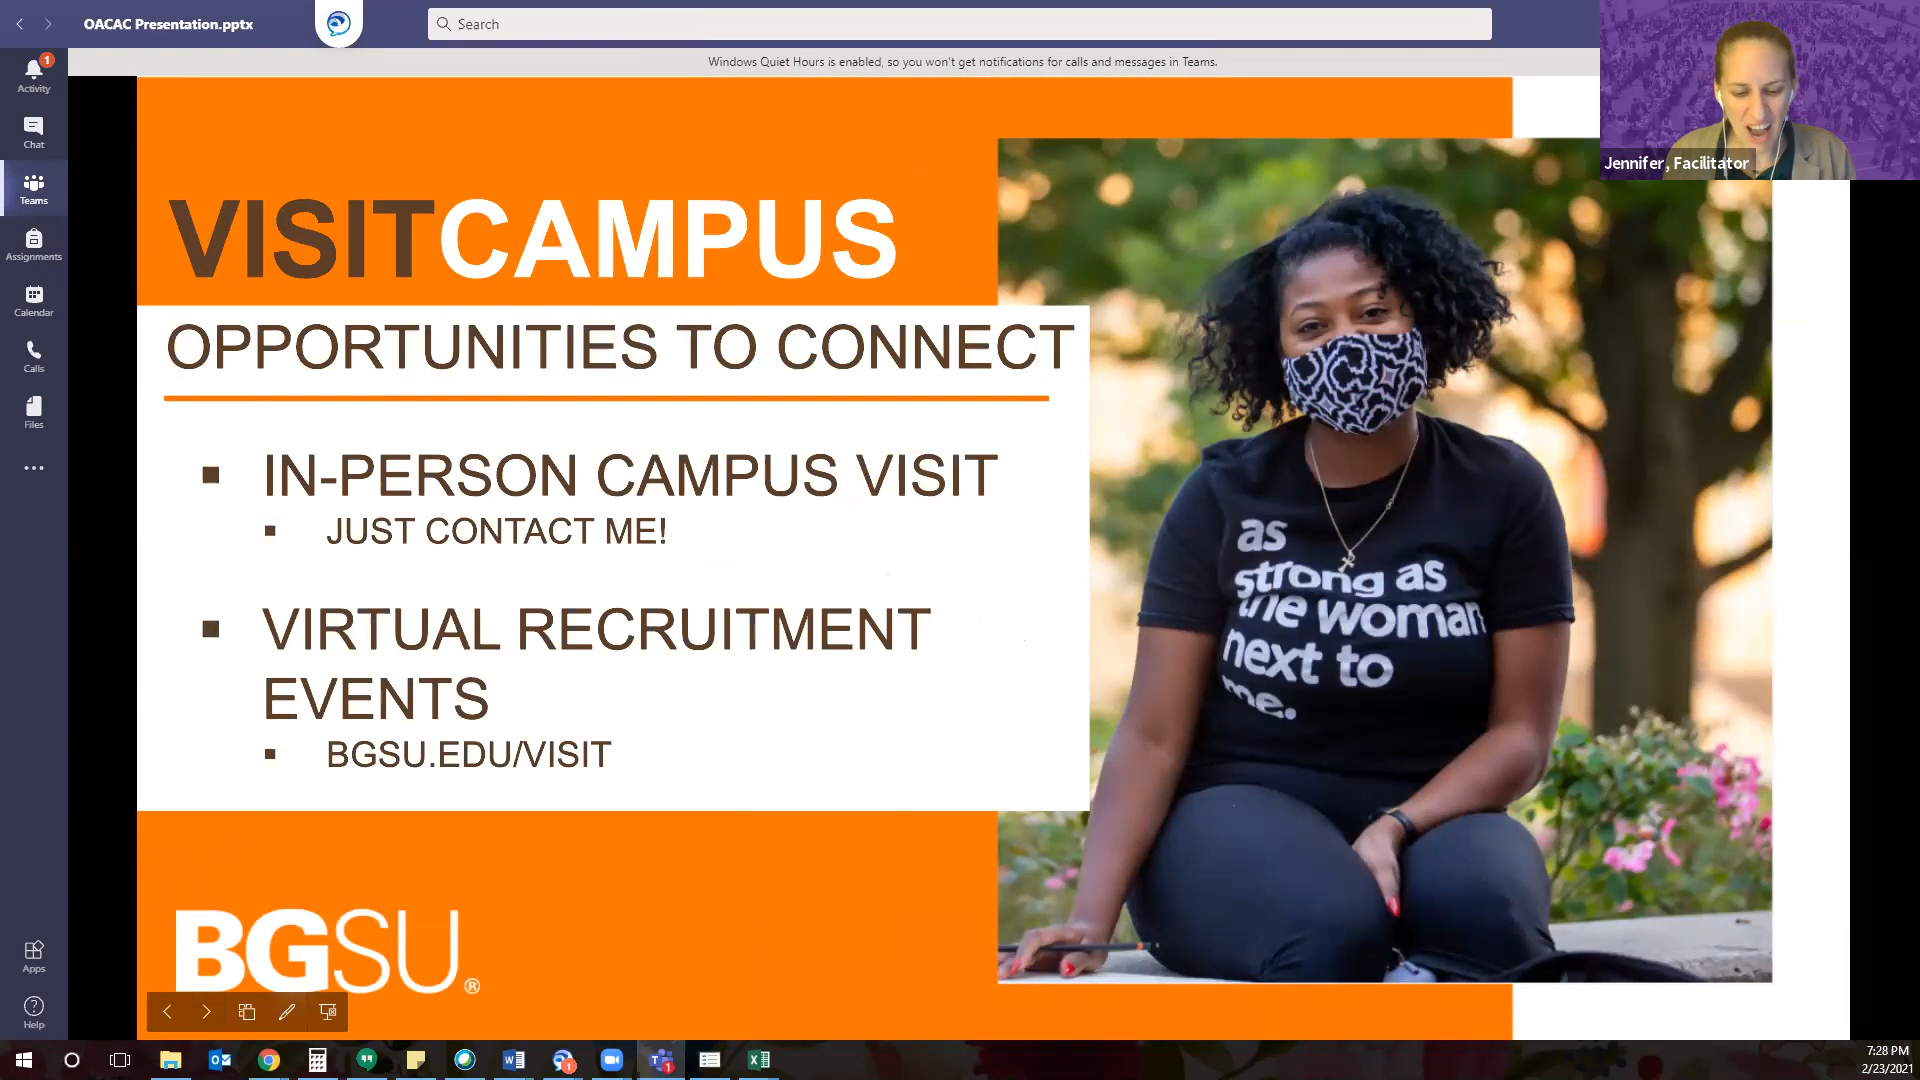 OACAC Presentation.pptx
Search
Windows Quiet Hours is enabled, so you won't get notifications for calls and messages in Teams.
Jennifer, Facilitator
1
Activity
Chat
Teams
Assignments
Calendar
Calls
Files
Apps
Help
VISITCAMPUS
OPPORTUNITIES TO CONNECT
IN-PERSON CAMPUS VISIT
JUST CONTACT ME!
VIRTUAL RECRUITMENT
EVENTS
BGSU.EDU/VISIT
as
strong as
the woman
next to
me.
BGSU®
7:28 PM
2/23/2021